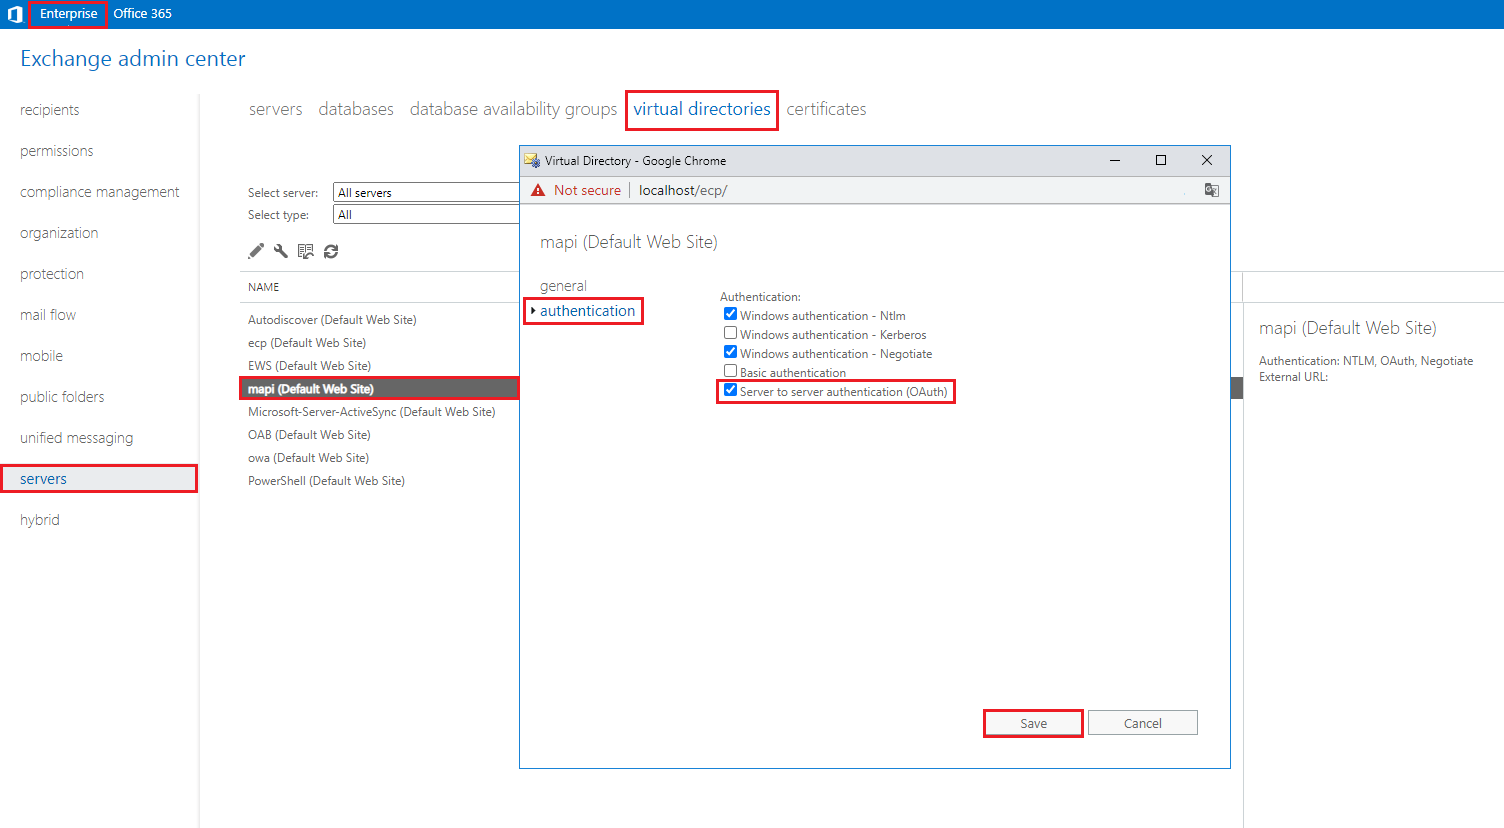 Enterprise Office 365
Exchange admin center
recipients
permissions
compliance management
organization
protection
mail flow
mobile
public folders
unified messaging
servers
hybrid
servers databases database availability groups virtual directories certificates
Select server: All servers
Select type: All
NAME
Autodiscover (Default Web Site)
ecp (Default Web Site)
EWS (Default Web Site)
mapi (Default Web Site)
Microsoft-Server-ActiveSync (Default Web Site)
OAB (Default Web Site)
owa (Default Web Site)
PowerShell (Default Web Site)
Virtual Directory - Google Chrome
Not secure localhost/ecp/
mapi (Default Web Site)
general
authentication
Authentication:
Windows authentication - Ntlm
Windows authentication - Kerberos
Windows authentication - Negotiate
Basic authentication
Server to server authentication (OAuth)
Save Cancel
mapi (Default Web Site)
Authentication: NTLM, OAuth, Negotiate
External URL: